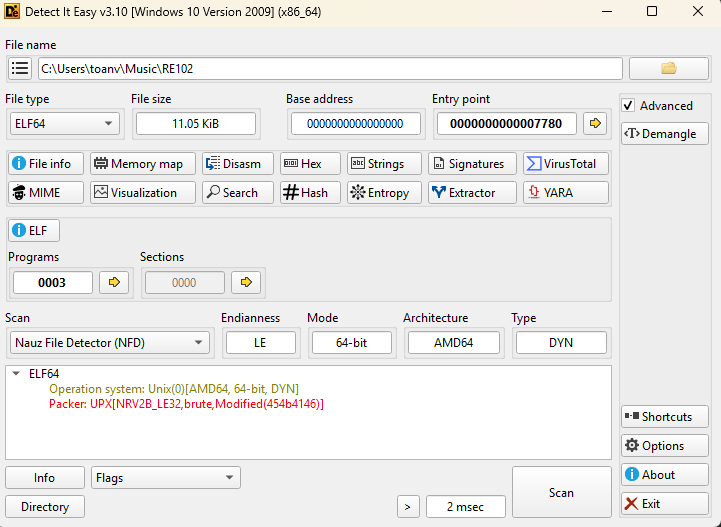 Detect It Easy v3.10 [Windows 10 Version 2009] (x86_64)
File name
C:\Users\toanv\Music\RE102
File type File size Base address Entry point
ELF64 11.05 KiB 0000000000000000 0000000000007780
Advanced
Demangle
File info Memory map Disasm Hex Strings Signatures VirusTotal
MIME Visualization Search Hash Entropy Extractor YARA
ELF
Programs Sections
0003 0000
Scan Endianness Mode Architecture Type
Nauz File Detector (NFD) LE 64-bit AMD64 DYN
ELF64
Operation system: Unix(0)[AMD64, 64-bit, DYN]
Packer: UPX[NRV2B_LE32,brute,Modified(454b4146)]
Shortcuts
Options
About
Exit
Info Flags
Directory > 2 msec Scan